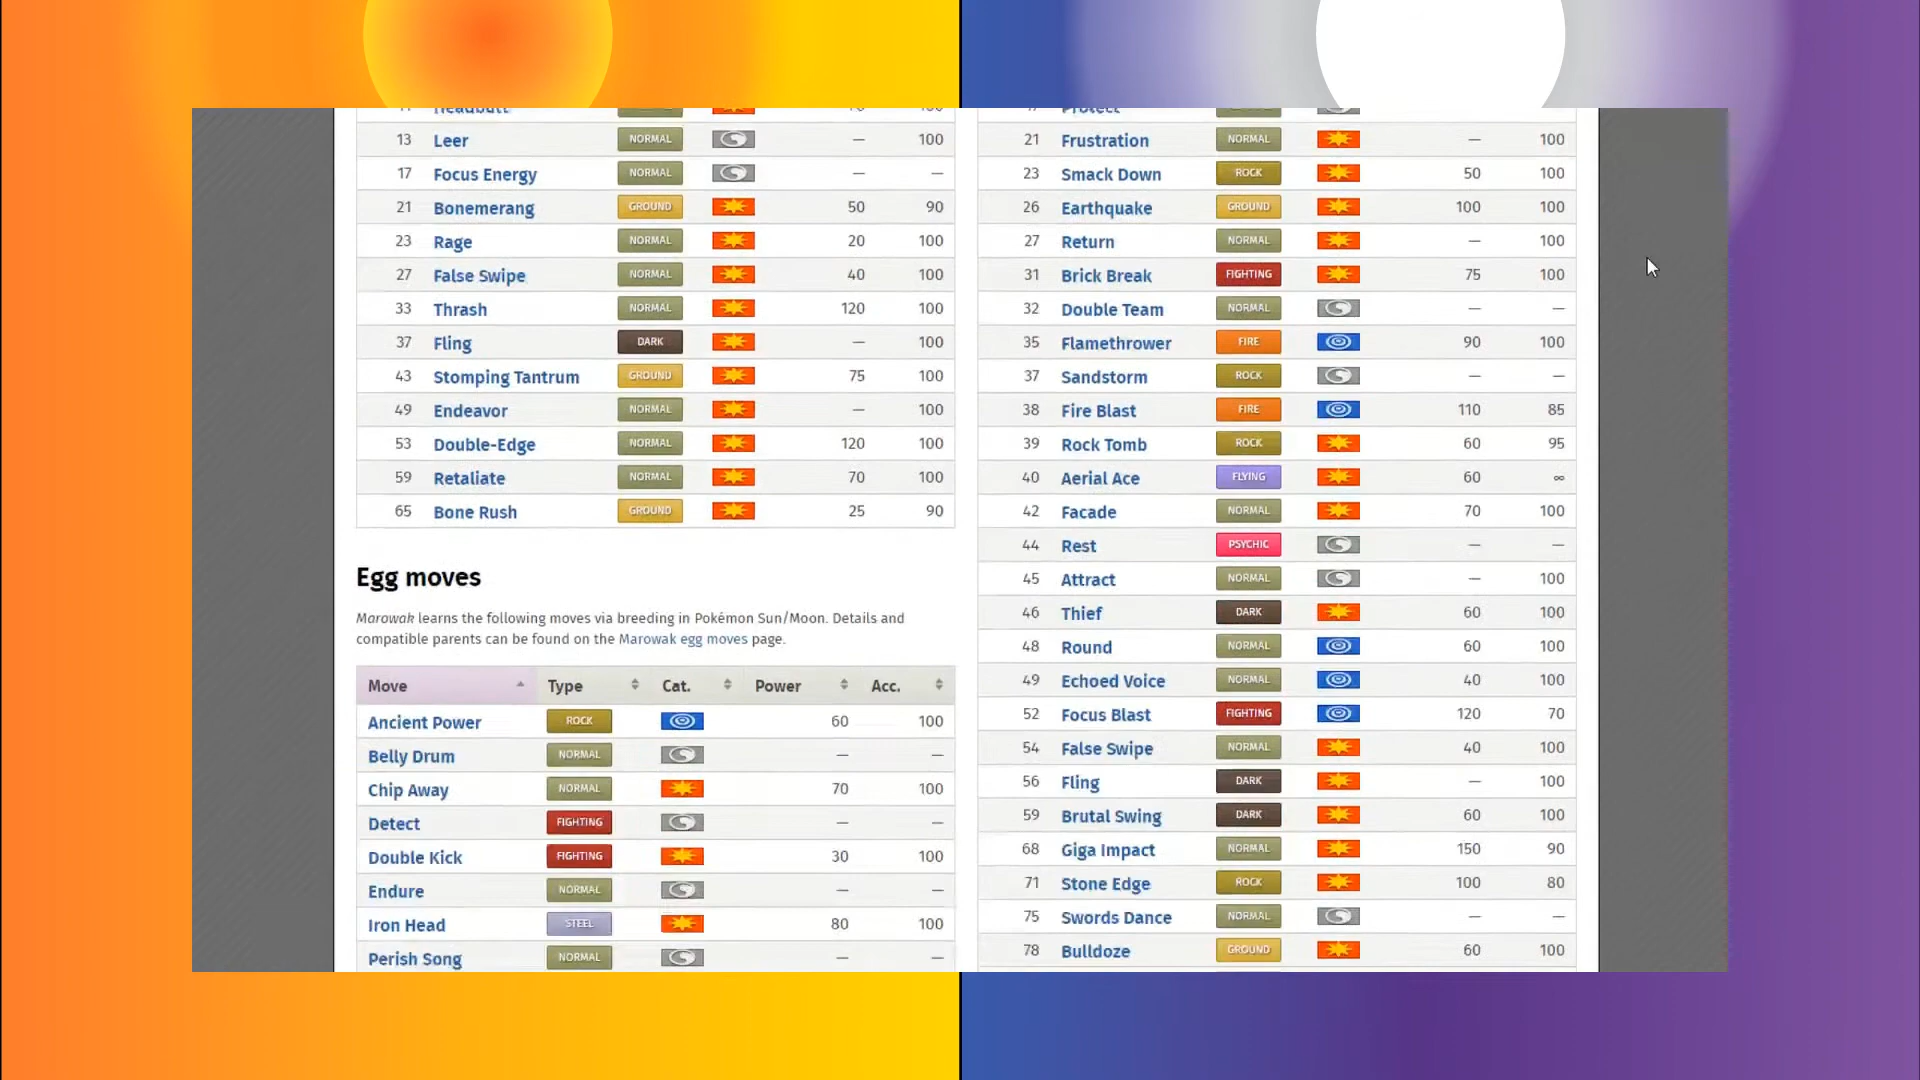 11 Headbutt NORMAL 70 100
13 Leer NORMAL — 100
17 Focus Energy NORMAL — —
21 Bonemerang GROUND 50 90
23 Rage NORMAL 20 100
27 False Swipe NORMAL 40 100
33 Thrash NORMAL 120 100
37 Fling DARK — 100
43 Stomping Tantrum GROUND 75 100
49 Endeavor NORMAL — 100
53 Double-Edge NORMAL 120 100
59 Retaliate NORMAL 70 100
65 Bone Rush GROUND 25 90
Egg moves
Marowak learns the following moves via breeding in Pokémon Sun/Moon. Details and
compatible parents can be found on the Marowak egg moves page.
Move Type Cat. Power Acc.
Ancient Power ROCK 60 100
Belly Drum NORMAL — —
Chip Away NORMAL 70 100
Detect FIGHTING — —
Double Kick FIGHTING 30 100
Endure NORMAL — —
Iron Head STEEL 80 100
Perish Song NORMAL — —
17 Protect
21 Frustration NORMAL — 100
23 Smack Down ROCK 50 100
26 Earthquake GROUND 100 100
27 Return NORMAL — 100
31 Brick Break FIGHTING 75 100
32 Double Team NORMAL — —
35 Flamethrower FIRE 90 100
37 Sandstorm ROCK — —
38 Fire Blast FIRE 110 85
39 Rock Tomb ROCK 60 95
40 Aerial Ace FLYING 60 ∞
42 Facade NORMAL 70 100
44 Rest PSYCHIC — —
45 Attract NORMAL — 100
46 Thief DARK 60 100
48 Round NORMAL 60 100
49 Echoed Voice NORMAL 40 100
52 Focus Blast FIGHTING 120 70
54 False Swipe NORMAL 40 100
56 Fling DARK — 100
59 Brutal Swing DARK 60 100
68 Giga Impact NORMAL 150 90
71 Stone Edge ROCK 100 80
75 Swords Dance NORMAL — —
78 Bulldoze GROUND 60 100